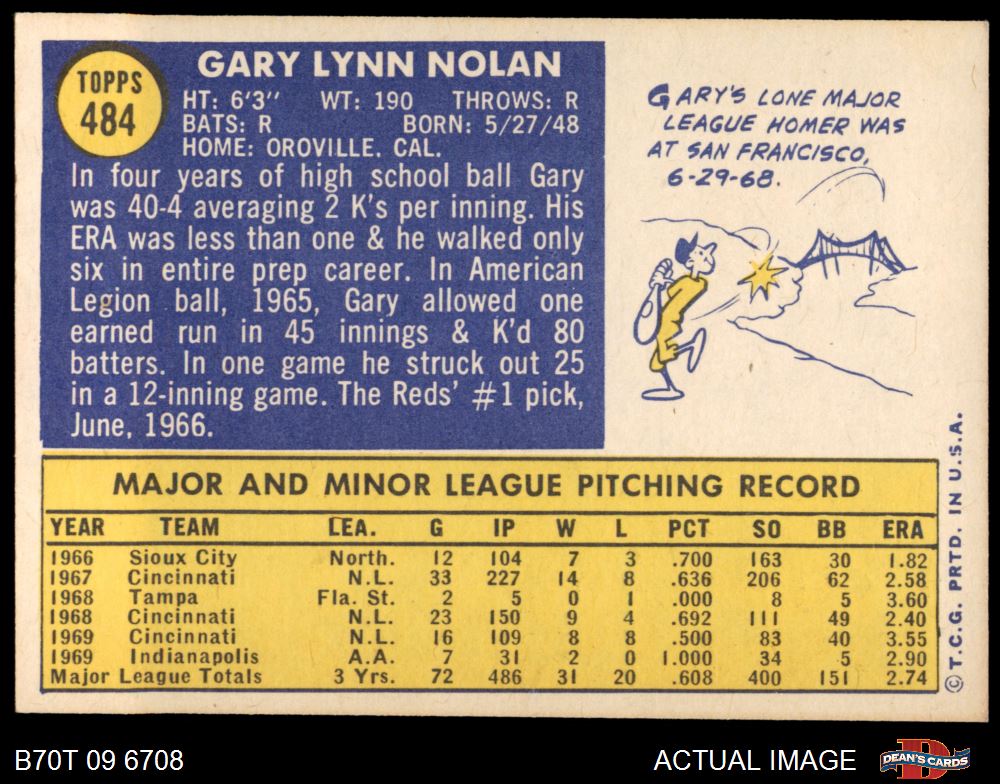 TOPPS
484
GARY LYNN NOLAN
HT: 6'3" WT: 190 THROWS: R
BATS: R BORN: 5/27/48
HOME: OROVILLE. CAL.
In four years of high school ball Gary
was 40-4 averaging 2 K's per inning. His
ERA was less than one & he walked only
six in entire prep career. In American
Legion ball, 1965, Gary allowed one
earned run in 45 innings & K'd 80
batters. In one game he struck out 25
in a 12-inning game. The Reds' #1 pick,
June, 1966.
GARY'S LONE MAJOR
LEAGUE HOMER WAS
AT SAN FRANCISCO,
6-29-68.
MAJOR AND MINOR LEAGUE PITCHING RECORD
YEAR TEAM LEA. G IP W L PCT SO BB ERA
1966 Sioux City North. 12 104 7 3 .700 163 30 1.82
1967 Cincinnati N.L. 33 227 14 8 .636 206 62 2.58
1968 Tampa Fla. St. 2 5 0 1 .000 8 5 3.60
1968 Cincinnati N.L. 23 150 9 4 .692 111 49 2.40
1969 Cincinnati N.L. 16 109 8 8 .500 83 40 3.55
1969 Indianapolis A.A. 7 31 2 0 1.000 34 5 2.90
Major League Totals 3 Yrs. 72 486 31 20 .608 400 151 2.74
© T.C.G. PRTD. IN U.S.A.
B70T 09 6708
ACTUAL IMAGE
DEAN'S CARDS